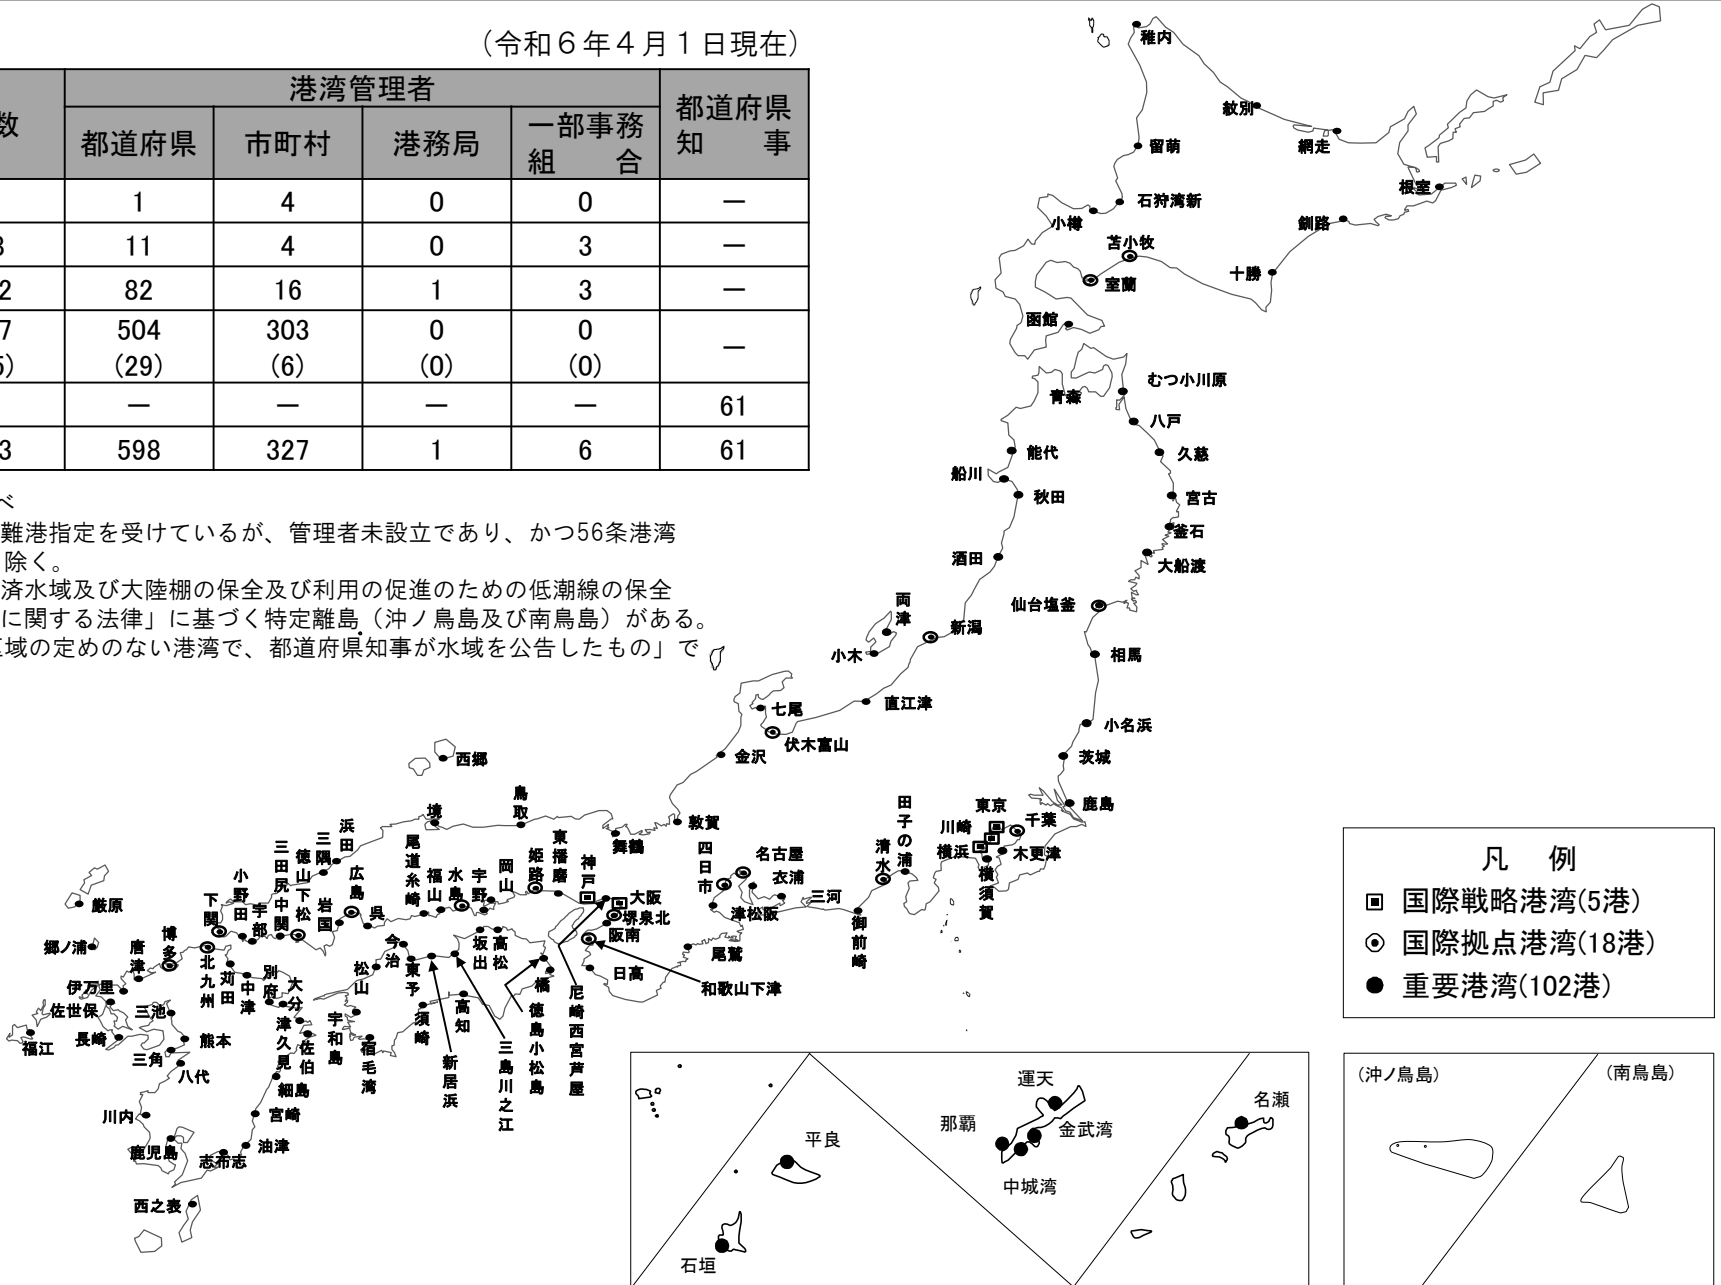 （令和６年４月１日現在）
数 港湾管理者 都道府県知事
都道府県 市町村 港務局 一部事務組合
1 4 0 0 －
3 11 4 0 3 －
2 82 16 1 3 －
7 504 303 0 0 －
5) (29) (6) (0) (0)
－ － － － 61
3 598 327 1 6 61
べ
難港指定を受けているが、管理者未設立であり、かつ56条港湾
除く。
済水域及び大陸棚の保全及び利用の促進のための低潮線の保全
に関する法律」に基づく特定離島（沖ノ鳥島及び南鳥島）がある。
区域の定めのない港湾で、都道府県知事が水域を公告したもの」で
稚内
紋別
網走
留萌
根室
石狩湾新
小樽
釧路
苫小牧
十勝
室蘭
函館
むつ小川原
青森
八戸
能代
久慈
船川
秋田
宮古
釜石
酒田
大船渡
仙台塩釜
両津
新潟
小木
相馬
直江津
七尾
小名浜
伏木富山
金沢
茨城
西郷
鹿島
東京
千葉
川崎
横浜
木更津
横須賀
田子の浦
清水
御前崎
三河
衣浦
名古屋
四日市
津松阪
尾鷲
敦賀
舞鶴
鳥取
境
浜田
三隅
徳山下松
三田尻中関
小野田
宇部
下関
広島
岩国
呉
尾道糸崎
福山
水島
宇野
岡山
姫路
東播磨
神戸
大阪
堺泉北
阪南
日高
和歌山下津
尼崎西宮芦屋
徳島小松島
橘
三島川之江
新居浜
坂出
高松
今治
東予
松山
高知
須崎
宿毛湾
宇和島
厳原
郷ノ浦
博多
唐津
北九州
苅田
中津
別府
大分
津久見
佐伯
細島
宮崎
油津
志布志
伊万里
佐世保
長崎
福江
三池
熊本
三角
八代
川内
鹿児島
西之表
凡 例
国際戦略港湾(5港)
国際拠点港湾(18港)
重要港湾(102港)
平良
石垣
運天
那覇
金武湾
中城湾
名瀬
(沖ノ鳥島)
(南鳥島)